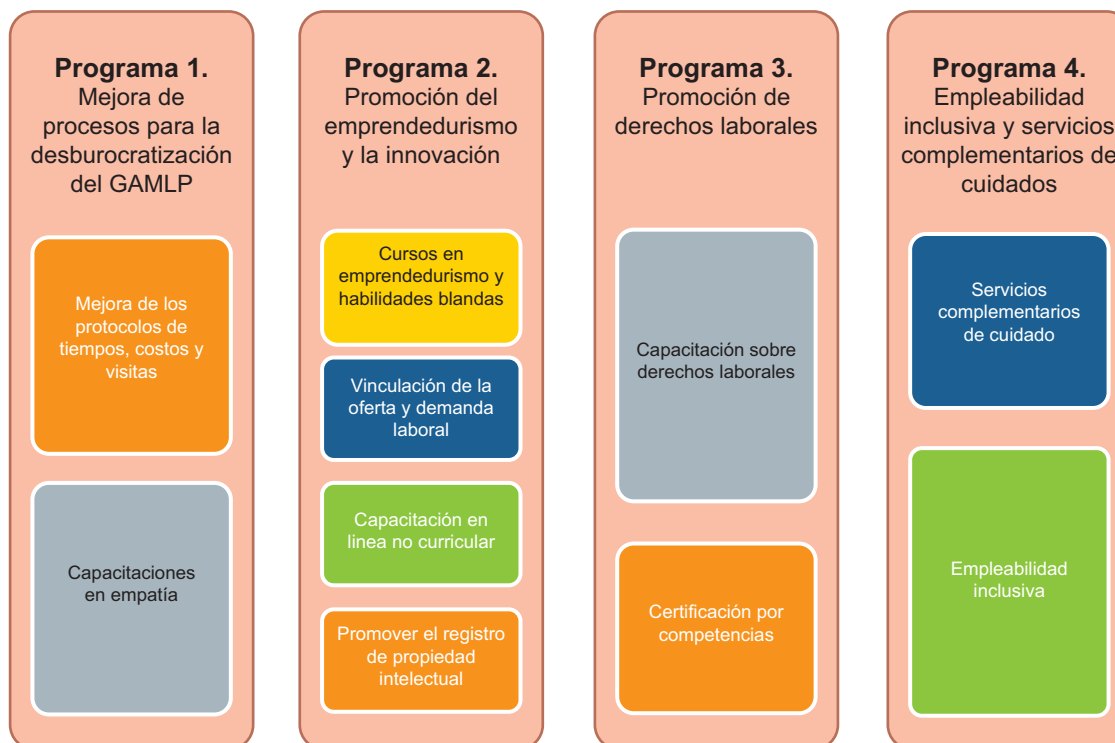 Programa 1.
Mejora de
procesos para la
desburocratización
del GAMLP
Mejora de los
protocolos de
tiempos, costos y
visitas
Capacitaciones
en empatía
Programa 2.
Promoción del
emprendedurismo
y la innovación
Cursos en
emprendedurismo y
habilidades blandas
Vinculación de la
oferta y demanda
laboral
Capacitación en
linea no curricular
Promover el registro
de propiedad
intelectual
Programa 3.
Promoción de
derechos laborales
Capacitación sobre
derechos laborales
Certificación por
competencias
Programa 4.
Empleabilidad
inclusiva y servicios
complementarios de
cuidados
Servicios
complementarios
de cuidado
Empleabilidad
inclusiva